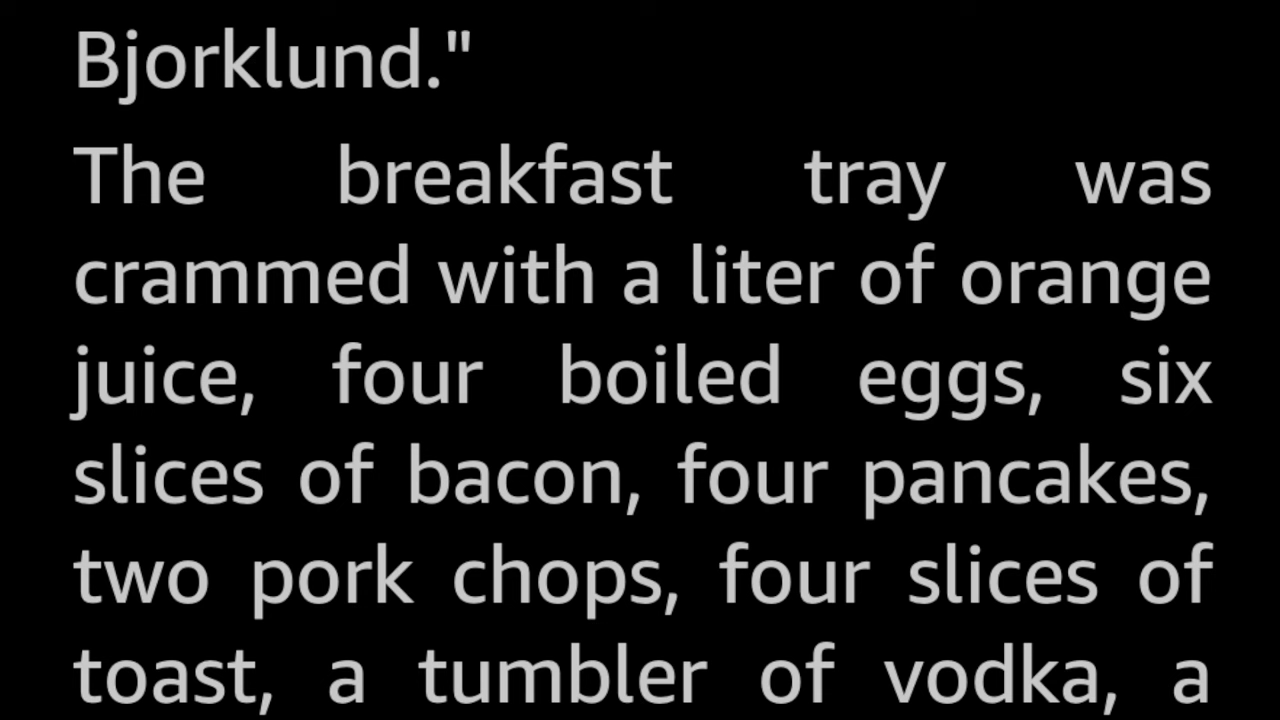 Bjorklund."
The breakfast tray was
crammed with a liter of orange
juice, four boiled eggs, six
slices of bacon, four pancakes,
two pork chops, four slices of
toast, a tumbler of vodka, a